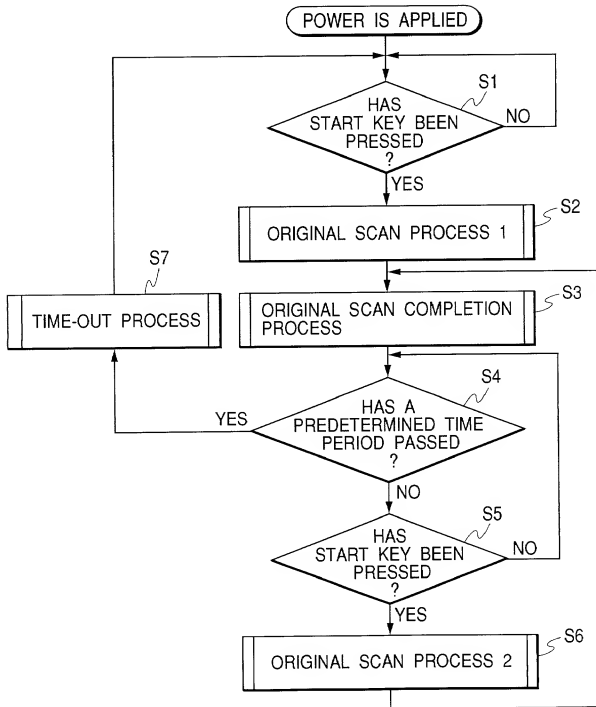 POWER IS APPLIED
S1
HAS
START KEY BEEN
PRESSED
?
NO
YES
S2
ORIGINAL SCAN PROCESS 1
S7
TIME-OUT PROCESS
S3
ORIGINAL SCAN COMPLETION
PROCESS
S4
HAS A
PREDETERMINED TIME
PERIOD PASSED
?
YES
NO
S5
HAS
START KEY BEEN
PRESSED
?
NO
YES
S6
ORIGINAL SCAN PROCESS 2